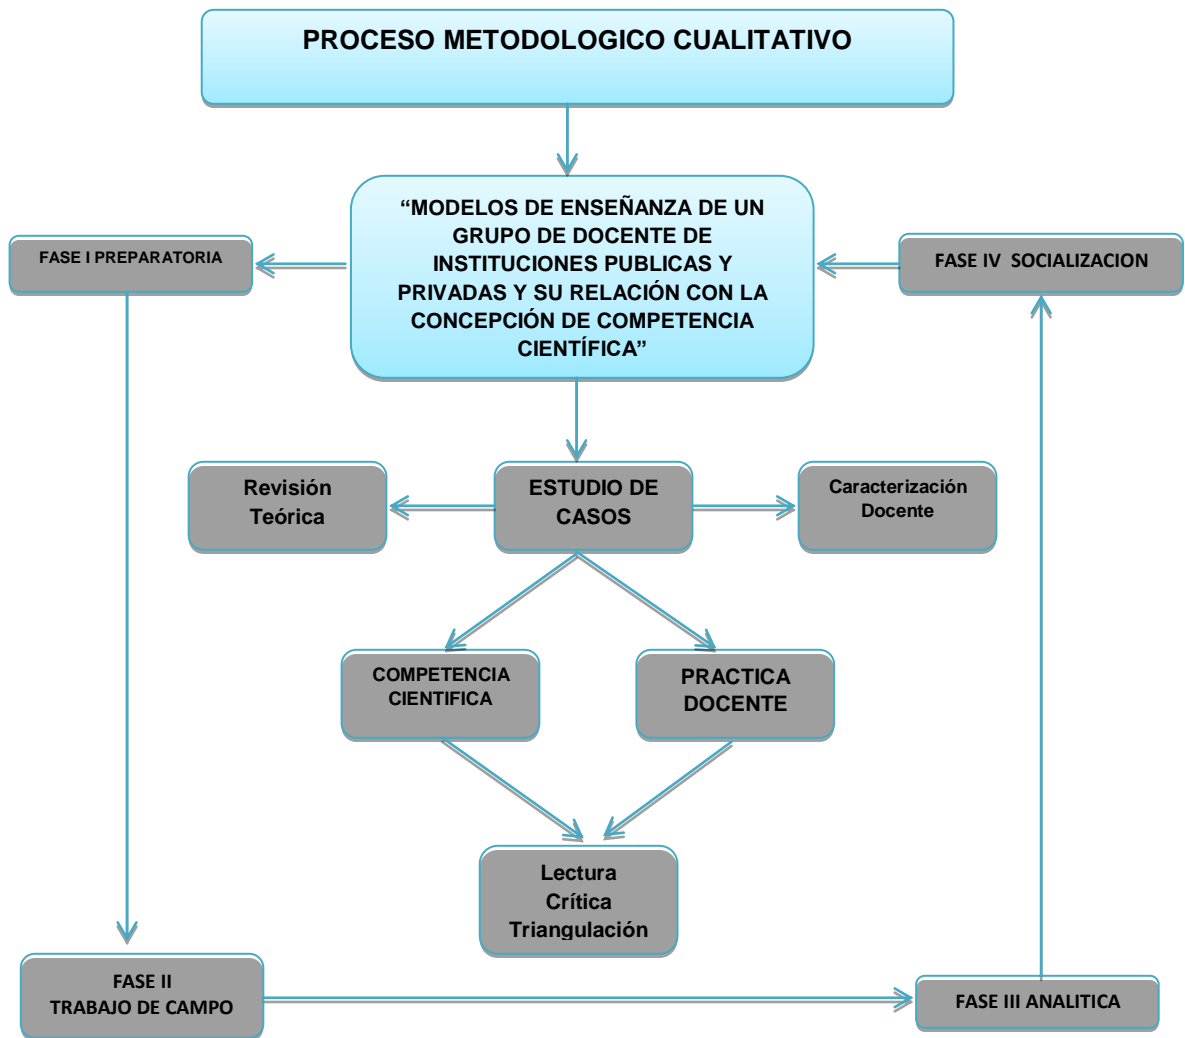 PROCESO METODOLOGICO CUALITATIVO
“MODELOS DE ENSEÑANZA DE UN
GRUPO DE DOCENTE DE
INSTITUCIONES PUBLICAS Y
PRIVADAS Y SU RELACIÓN CON LA
CONCEPCIÓN DE COMPETENCIA
CIENTÍFICA”
FASE I PREPARATORIA
FASE IV SOCIALIZACION
Revisión
Teórica
ESTUDIO DE
CASOS
Caracterización
Docente
COMPETENCIA
CIENTIFICA
PRACTICA
DOCENTE
Lectura
Crítica
Triangulación
FASE II
TRABAJO DE CAMPO
FASE III ANALITICA